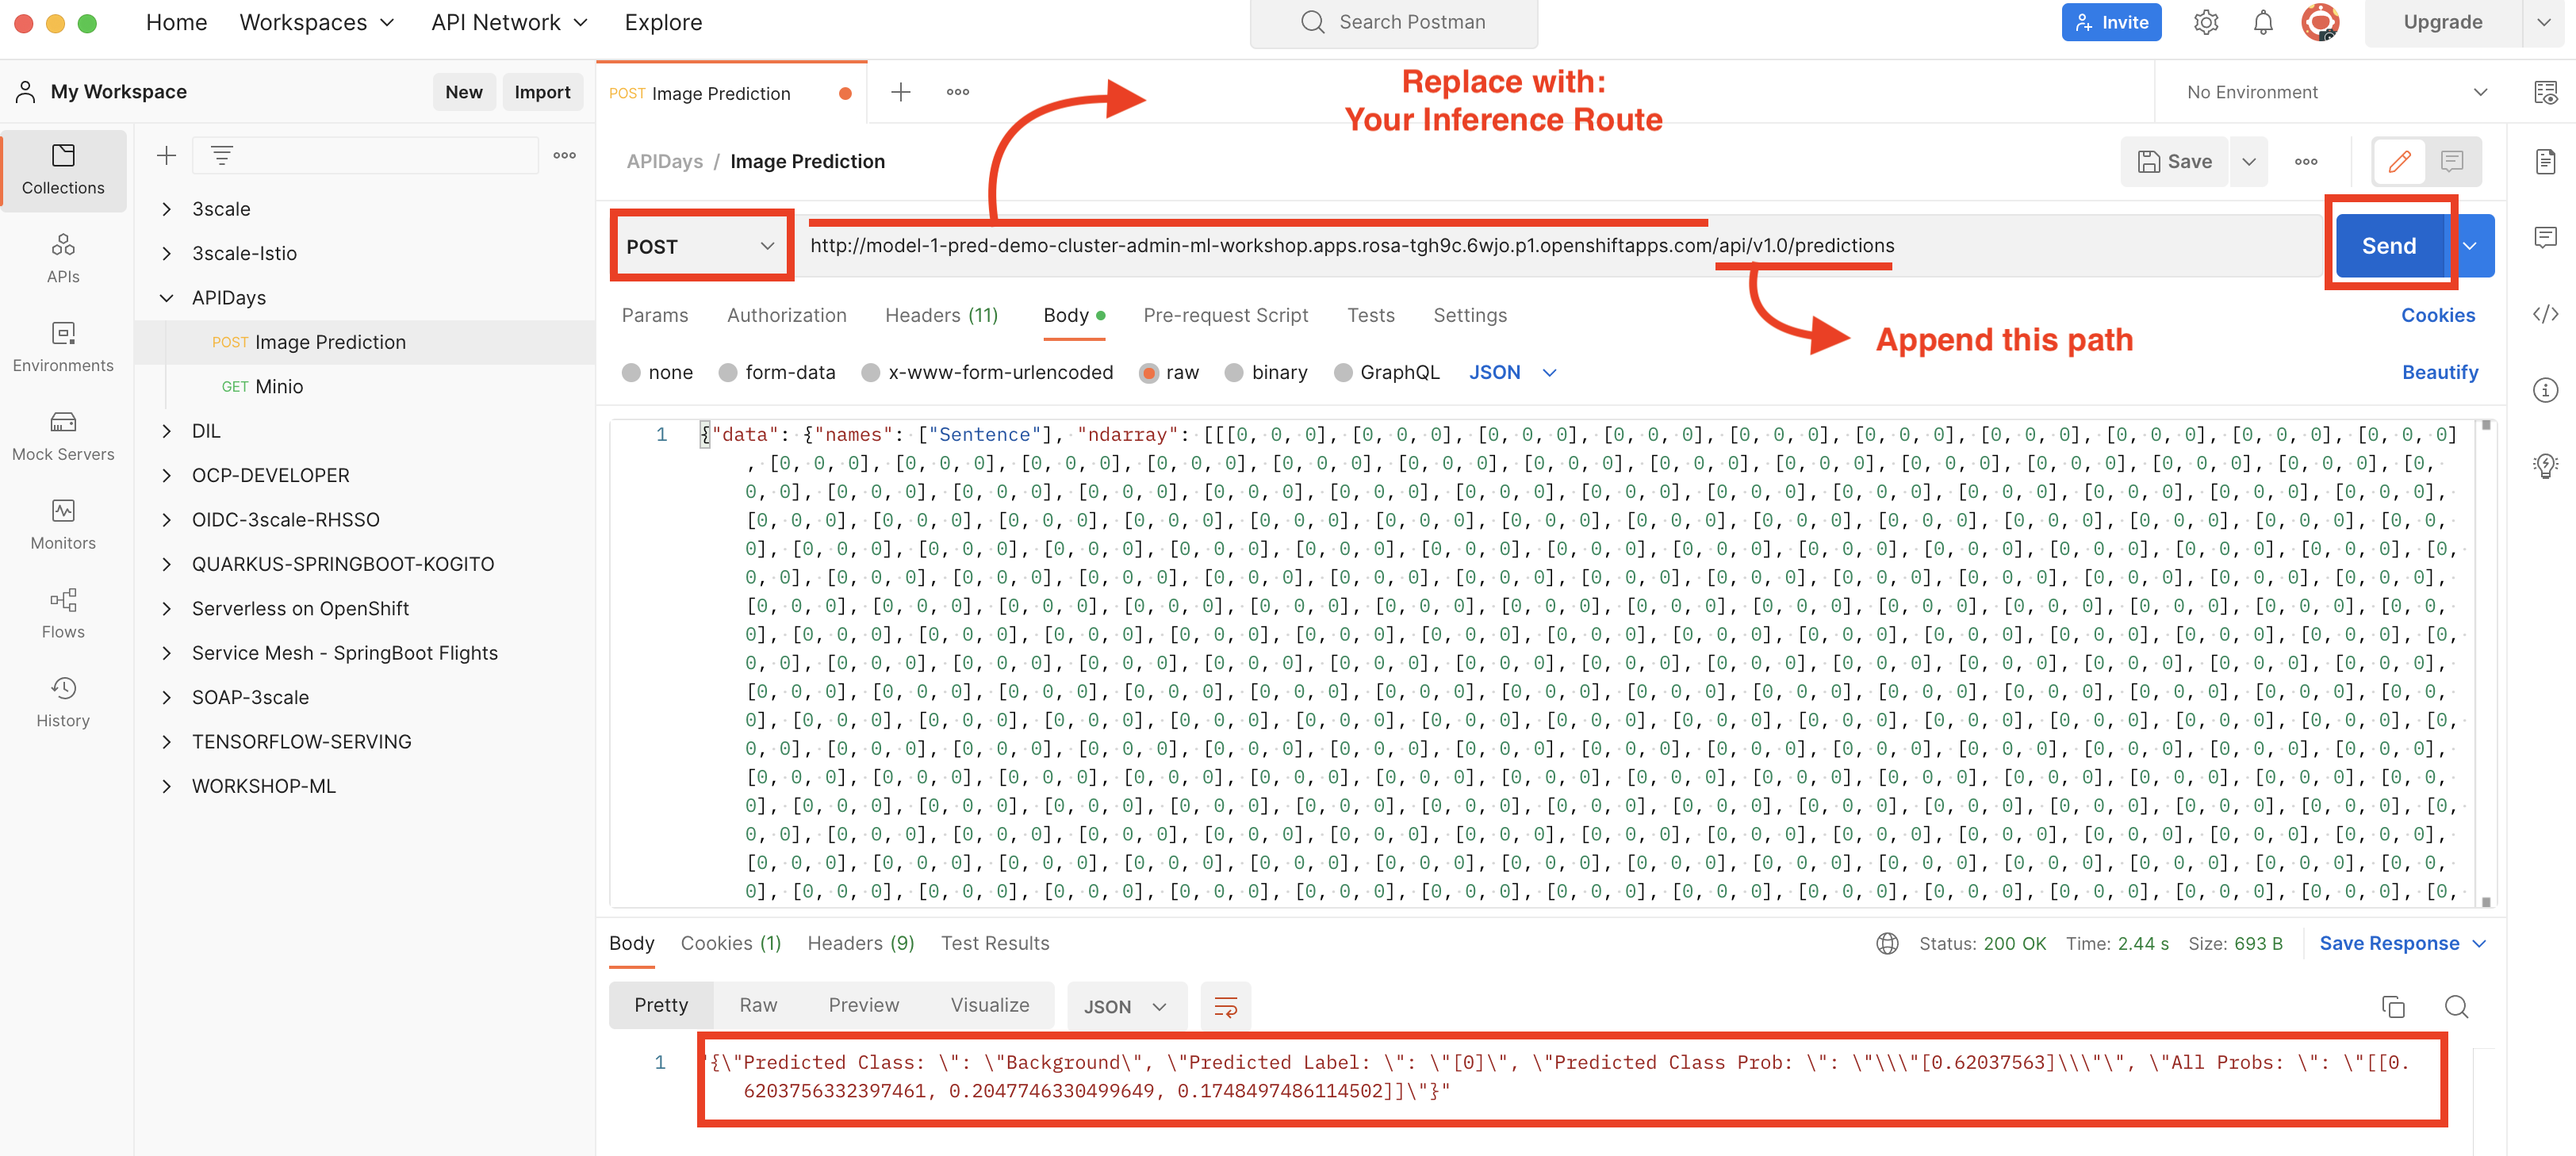 Home Workspaces API Network Explore Search Postman Invite Upgrade
My Workspace New Import POST Image Prediction No Environment
Replace with:
Your Inference Route
APIDays / Image Prediction Save
Collections
APIs
Environments
Mock Servers
Monitors
Flows
History
3scale
3scale-Istio
APIDays
POST Image Prediction
GET Minio
DIL
OCP-DEVELOPER
OIDC-3scale-RHSSO
QUARKUS-SPRINGBOOT-KOGITO
Serverless on OpenShift
Service Mesh - SpringBoot Flights
SOAP-3scale
TENSORFLOW-SERVING
WORKSHOP-ML
POST http://model-1-pred-demo-cluster-admin-ml-workshop.apps.rosa-tgh9c.6wjo.p1.openshiftapps.com/api/v1.0/predictions Send
Params Authorization Headers (11) Body Pre-request Script Tests Settings Cookies
Append this path
none form-data x-www-form-urlencoded raw binary GraphQL JSON Beautify
1 {"data": {"names": ["Sentence"], "ndarray": [[[0, 0, 0], [0, 0, 0], [0, 0, 0], [0, 0, 0], [0, 0, 0], [0, 0, 0], [0, 0, 0], [0, 0, 0], [0, 0, 0], [0, 0, 0]
, [0, 0, 0], [0, 0, 0], [0, 0, 0], [0, 0, 0], [0, 0, 0], [0, 0, 0], [0, 0, 0], [0, 0, 0], [0, 0, 0], [0, 0, 0], [0, 0, 0], [0, 0, 0], [0, 0, 0], [0,
0, 0], [0, 0, 0], [0, 0, 0], [0, 0, 0], [0, 0, 0], [0, 0, 0], [0, 0, 0], [0, 0, 0], [0, 0, 0], [0, 0, 0], [0, 0, 0], [0, 0, 0], [0, 0, 0], [0, 0, 0],
[0, 0, 0], [0, 0, 0], [0, 0, 0], [0, 0, 0], [0, 0, 0], [0, 0, 0], [0, 0, 0], [0, 0, 0], [0, 0, 0], [0, 0, 0], [0, 0, 0], [0, 0, 0], [0, 0, 0], [0, 0,
0], [0, 0, 0], [0, 0, 0], [0, 0, 0], [0, 0, 0], [0, 0, 0], [0, 0, 0], [0, 0, 0], [0, 0, 0], [0, 0, 0], [0, 0, 0], [0, 0, 0], [0, 0, 0], [0, 0, 0], [0,
0, 0], [0, 0, 0], [0, 0, 0], [0, 0, 0], [0, 0, 0], [0, 0, 0], [0, 0, 0], [0, 0, 0], [0, 0, 0], [0, 0, 0], [0, 0, 0], [0, 0, 0], [0, 0, 0], [0, 0, 0],
[0, 0, 0], [0, 0, 0], [0, 0, 0], [0, 0, 0], [0, 0, 0], [0, 0, 0], [0, 0, 0], [0, 0, 0], [0, 0, 0], [0, 0, 0], [0, 0, 0], [0, 0, 0], [0, 0, 0], [0, 0,
0], [0, 0, 0], [0, 0, 0], [0, 0, 0], [0, 0, 0], [0, 0, 0], [0, 0, 0], [0, 0, 0], [0, 0, 0], [0, 0, 0], [0, 0, 0], [0, 0, 0], [0, 0, 0], [0, 0, 0], [0,
0, 0], [0, 0, 0], [0, 0, 0], [0, 0, 0], [0, 0, 0], [0, 0, 0], [0, 0, 0], [0, 0, 0], [0, 0, 0], [0, 0, 0], [0, 0, 0], [0, 0, 0], [0, 0, 0], [0, 0, 0],
[0, 0, 0], [0, 0, 0], [0, 0, 0], [0, 0, 0], [0, 0, 0], [0, 0, 0], [0, 0, 0], [0, 0, 0], [0, 0, 0], [0, 0, 0], [0, 0, 0], [0, 0, 0], [0, 0, 0], [0, 0,
0], [0, 0, 0], [0, 0, 0], [0, 0, 0], [0, 0, 0], [0, 0, 0], [0, 0, 0], [0, 0, 0], [0, 0, 0], [0, 0, 0], [0, 0, 0], [0, 0, 0], [0, 0, 0], [0, 0, 0], [0,
0, 0], [0, 0, 0], [0, 0, 0], [0, 0, 0], [0, 0, 0], [0, 0, 0], [0, 0, 0], [0, 0, 0], [0, 0, 0], [0, 0, 0], [0, 0, 0], [0, 0, 0], [0, 0, 0], [0, 0, 0],
[0, 0, 0], [0, 0, 0], [0, 0, 0], [0, 0, 0], [0, 0, 0], [0, 0, 0], [0, 0, 0], [0, 0, 0], [0, 0, 0], [0, 0, 0], [0, 0, 0], [0, 0, 0], [0, 0, 0], [0, 0,
0], [0, 0, 0], [0, 0, 0], [0, 0, 0], [0, 0, 0], [0, 0, 0], [0, 0, 0], [0, 0, 0], [0, 0, 0], [0, 0, 0], [0, 0, 0], [0, 0, 0], [0, 0, 0], [0, 0, 0], [0,
0, 0], [0, 0, 0], [0, 0, 0], [0, 0, 0], [0, 0, 0], [0, 0, 0], [0, 0, 0], [0, 0, 0], [0, 0, 0], [0, 0, 0], [0, 0, 0], [0, 0, 0], [0, 0, 0], [0, 0, 0],
[0, 0, 0], [0, 0, 0], [0, 0, 0], [0, 0, 0], [0, 0, 0], [0, 0, 0], [0, 0, 0], [0, 0, 0], [0, 0, 0], [0, 0, 0], [0, 0, 0], [0, 0, 0], [0, 0, 0], [0, 0,
0], [0, 0, 0], [0, 0, 0], [0, 0, 0], [0, 0, 0], [0, 0, 0], [0, 0, 0], [0, 0, 0], [0, 0, 0], [0, 0, 0], [0, 0, 0], [0, 0, 0], [0, 0, 0], [0, 0, 0], [0,
Body Cookies (1) Headers (9) Test Results Status: 200 OK Time: 2.44 s Size: 693 B Save Response
Pretty Raw Preview Visualize JSON
1 "{\"Predicted Class: \": \"Background\", \"Predicted Label: \": \"[0]\", \"Predicted Class Prob: \": \"\\\"[0.62037563]\\\"\", \"All Probs: \": \"[[0.
6203756332397461, 0.2047746330499649, 0.1748497486114502]]\"}"